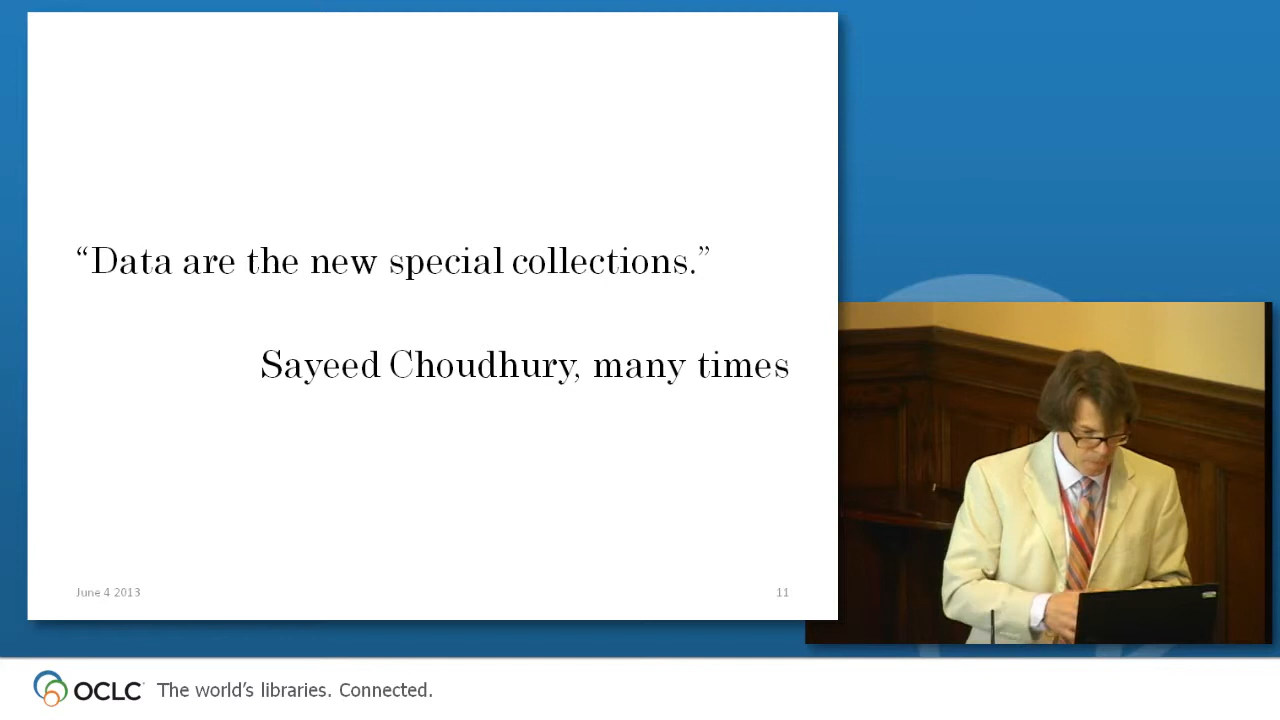 “Data are the new special collections.”
Sayeed Choudhury, many times
June 4 2013
11
OCLC
The world’s libraries. Connected.